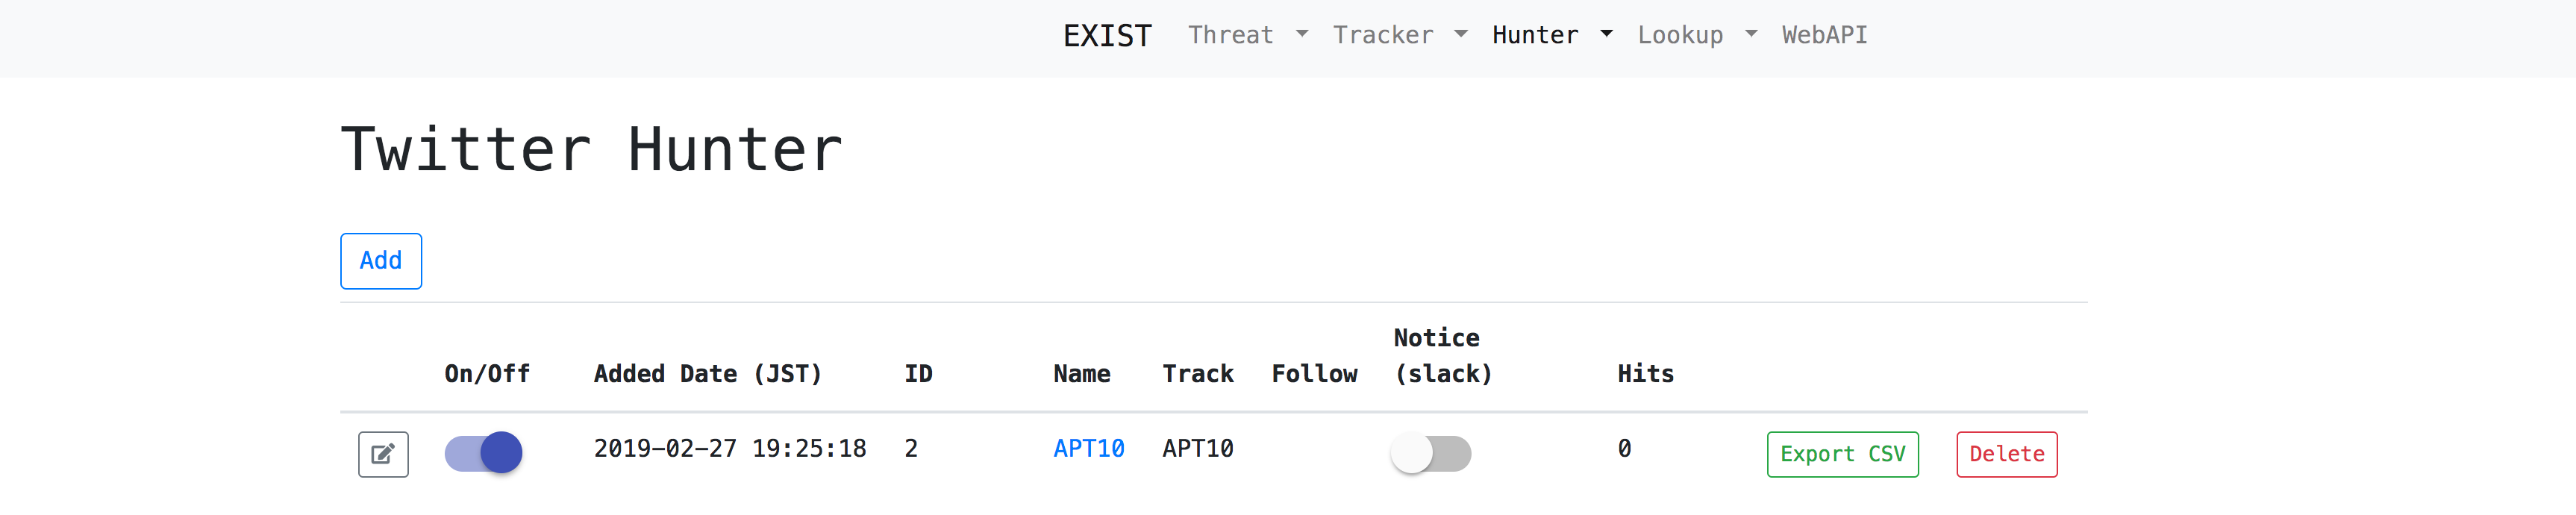 EXIST Threat Tracker Hunter Lookup WebAPI
Twitter Hunter
Add
On/Off Added Date (JST) ID Name Track Follow Notice (slack) Hits
2019-02-27 19:25:18 2 APT10 APT10 0 Export CSV Delete